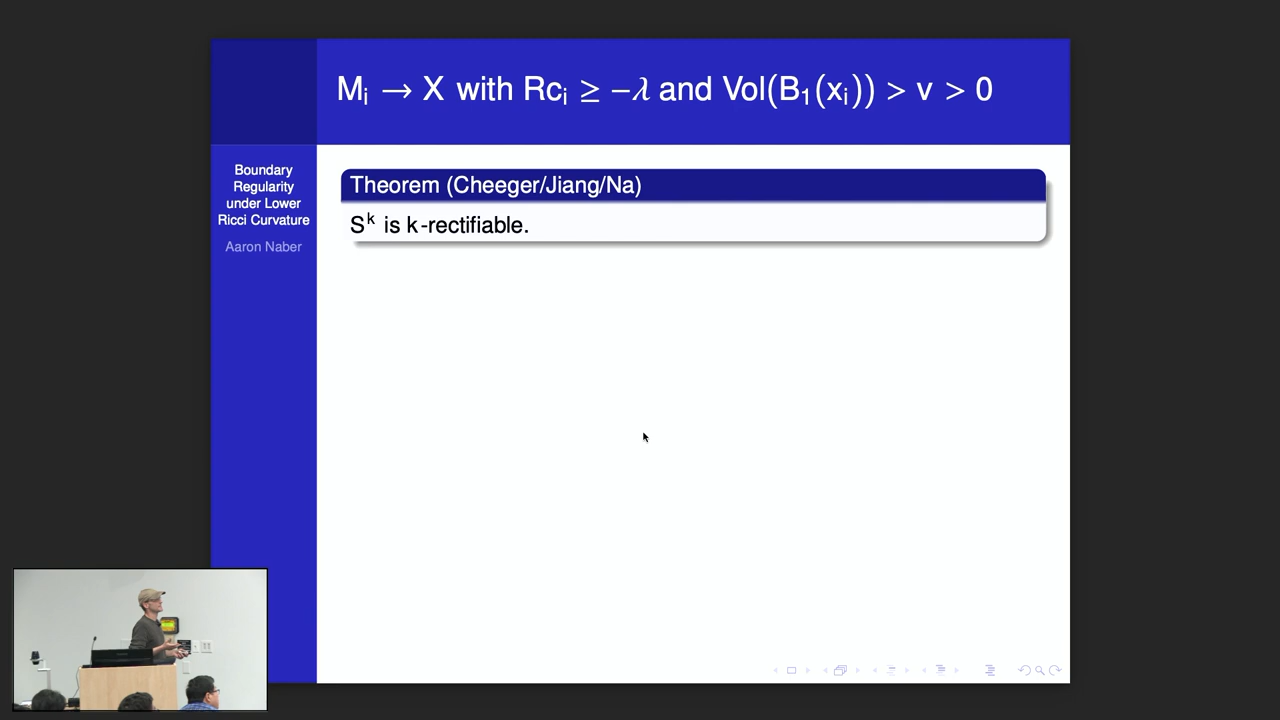 Mᵢ → X with Rcᵢ ≥ −λ and Vol(B₁(xᵢ)) > v > 0
Boundary
Regularity
under Lower
Ricci Curvature
Aaron Naber
Theorem (Cheeger/Jiang/Na)
Sᵏ is k-rectifiable.